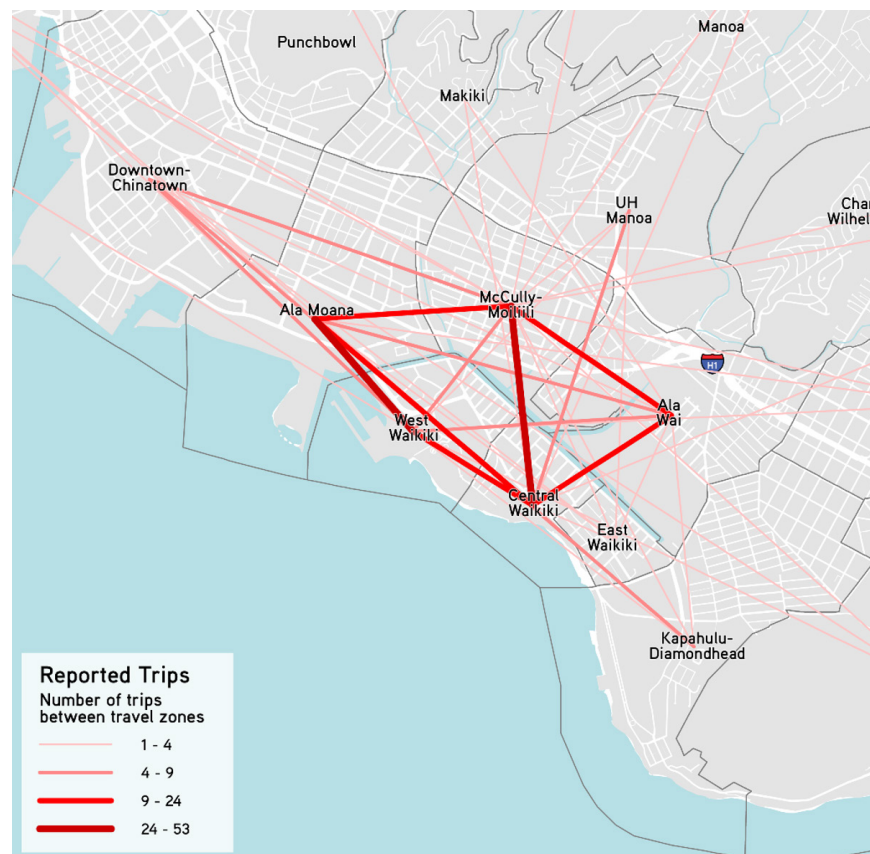 Manoa
Punchbowl
Makiki
Downtown-
Chinatown
UH
Manoa
Char
Wilhel
McCully-
Moiliili
Ala Moana
H1
Ala
Wai
West
Waikiki
Central
Waikiki
East
Waikiki
Kapahulu-
Diamondhead
Reported Trips
Number of trips
between travel zones
1 - 4
4 - 9
9 - 24
24 - 53